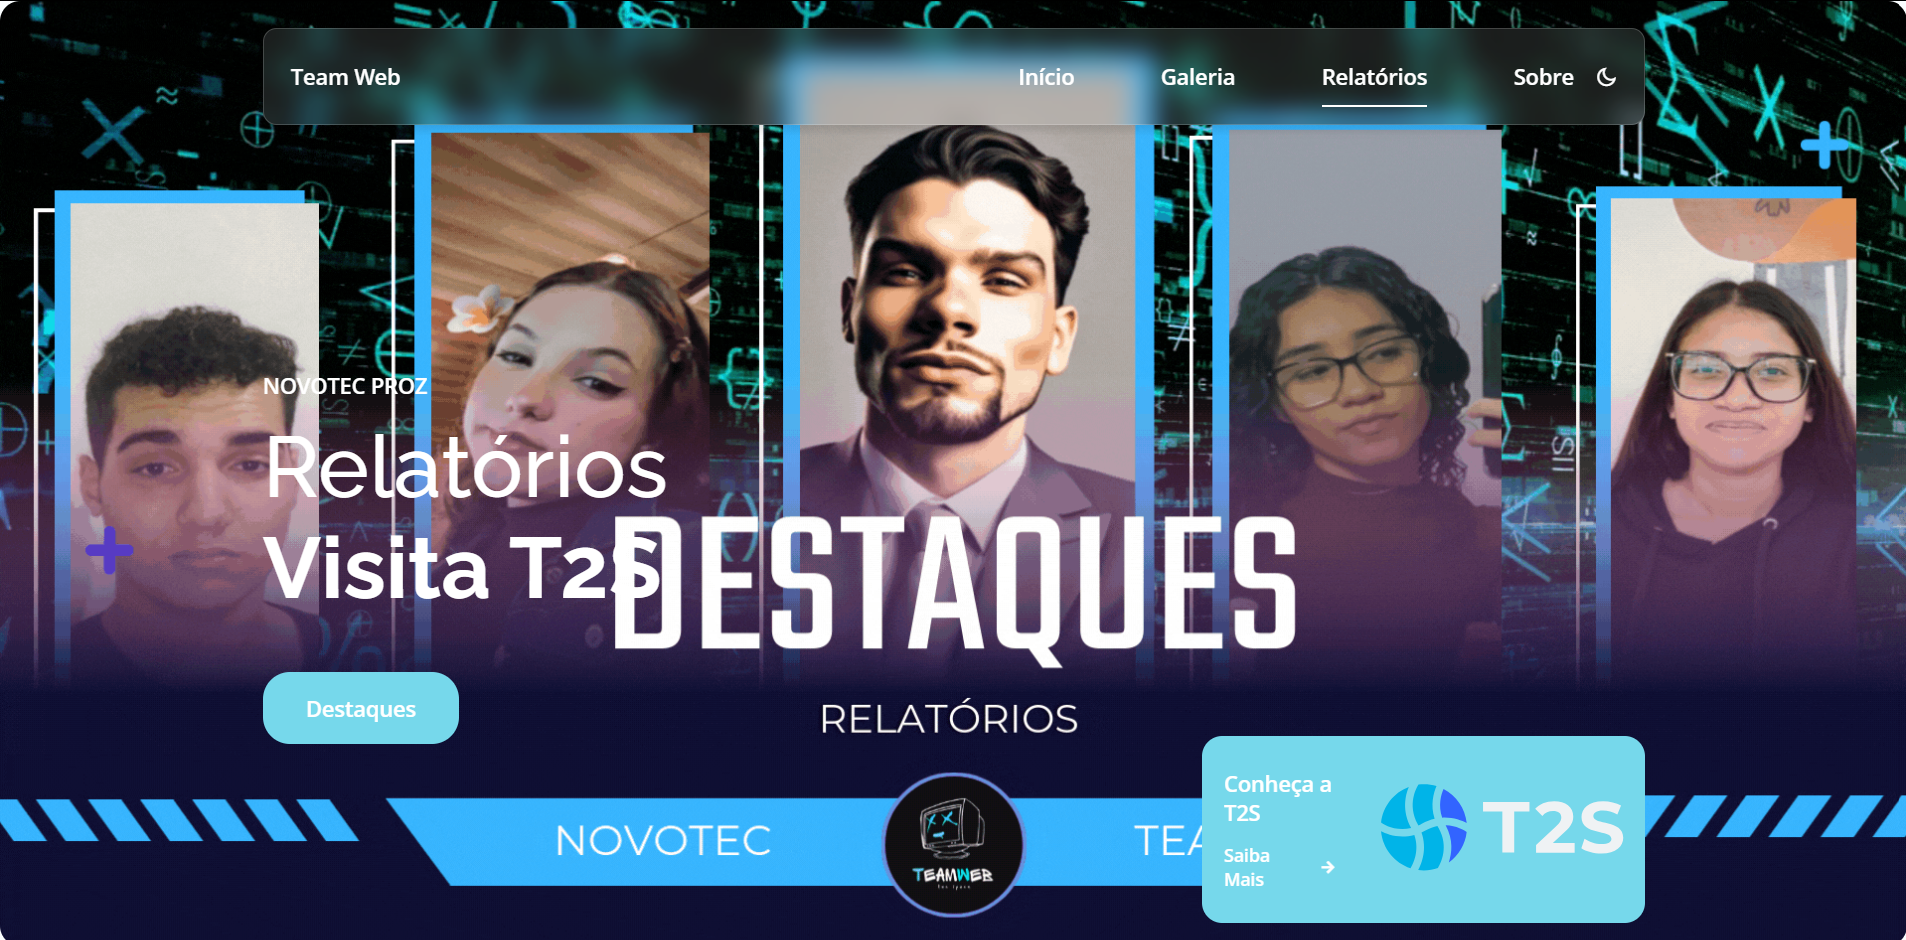 Team Web
Início
Galeria
Relatórios
Sobre
NOVOTEC PROZ
Relatórios
Visita T2S
DESTAQUES
Destaques
RELATÓRIOS
NOVOTEC
TEAMWEB
Conheça a
T2S
Saiba
Mais
T2S